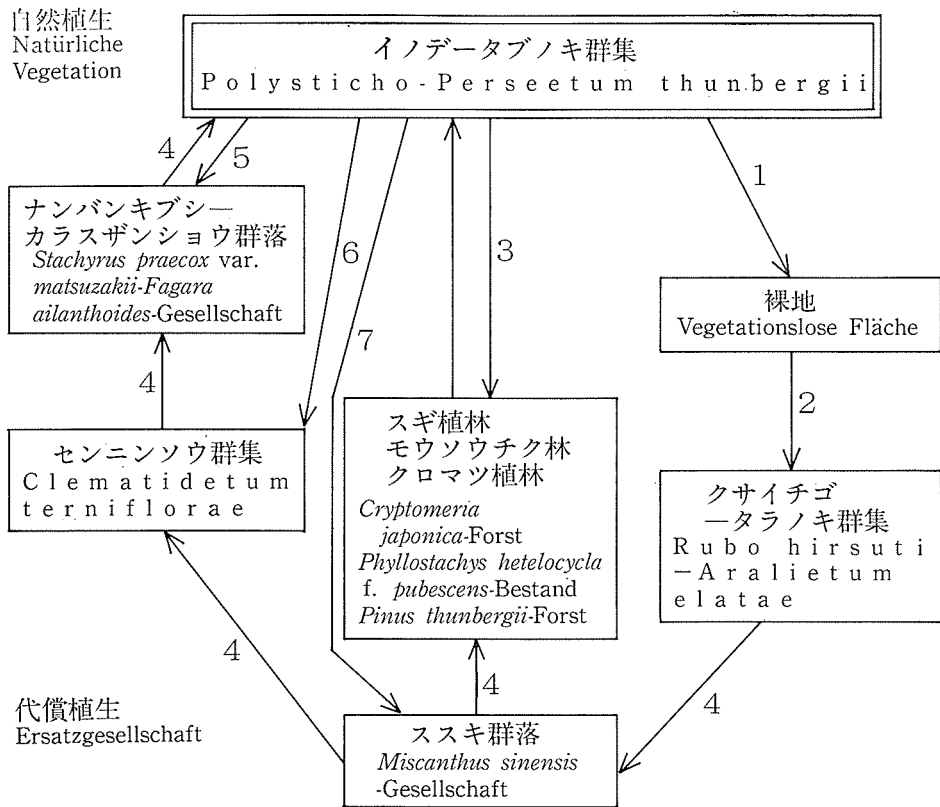 自然植生
Natürliche
Vegetation
イノデータブノキ群集
Polysticho-Perseetum thunbergii
4
5
6
7
3
1
ナンバンキブシ―
カラスザンショウ群落
Stachyrus praecox var.
matsuzakii-Fagara
ailanthoides-Gesellschaft
裸地
Vegetationslose Fläche
4
2
センニンソウ群集
Clematidetum
terniflorae
スギ植林
モウソウチク林
クロマツ植林
Cryptomeria
japonica-Forst
Phyllostachys hetelocycla
f. pubescens-Bestand
Pinus thunbergii-Forst
クサイチゴ
―タラノキ群集
Rubo hirsuti
―Aralietum
elatae
4
4
4
代償植生
Ersatzgesellschaft
ススキ群落
Miscanthus sinensis
-Gesellschaft